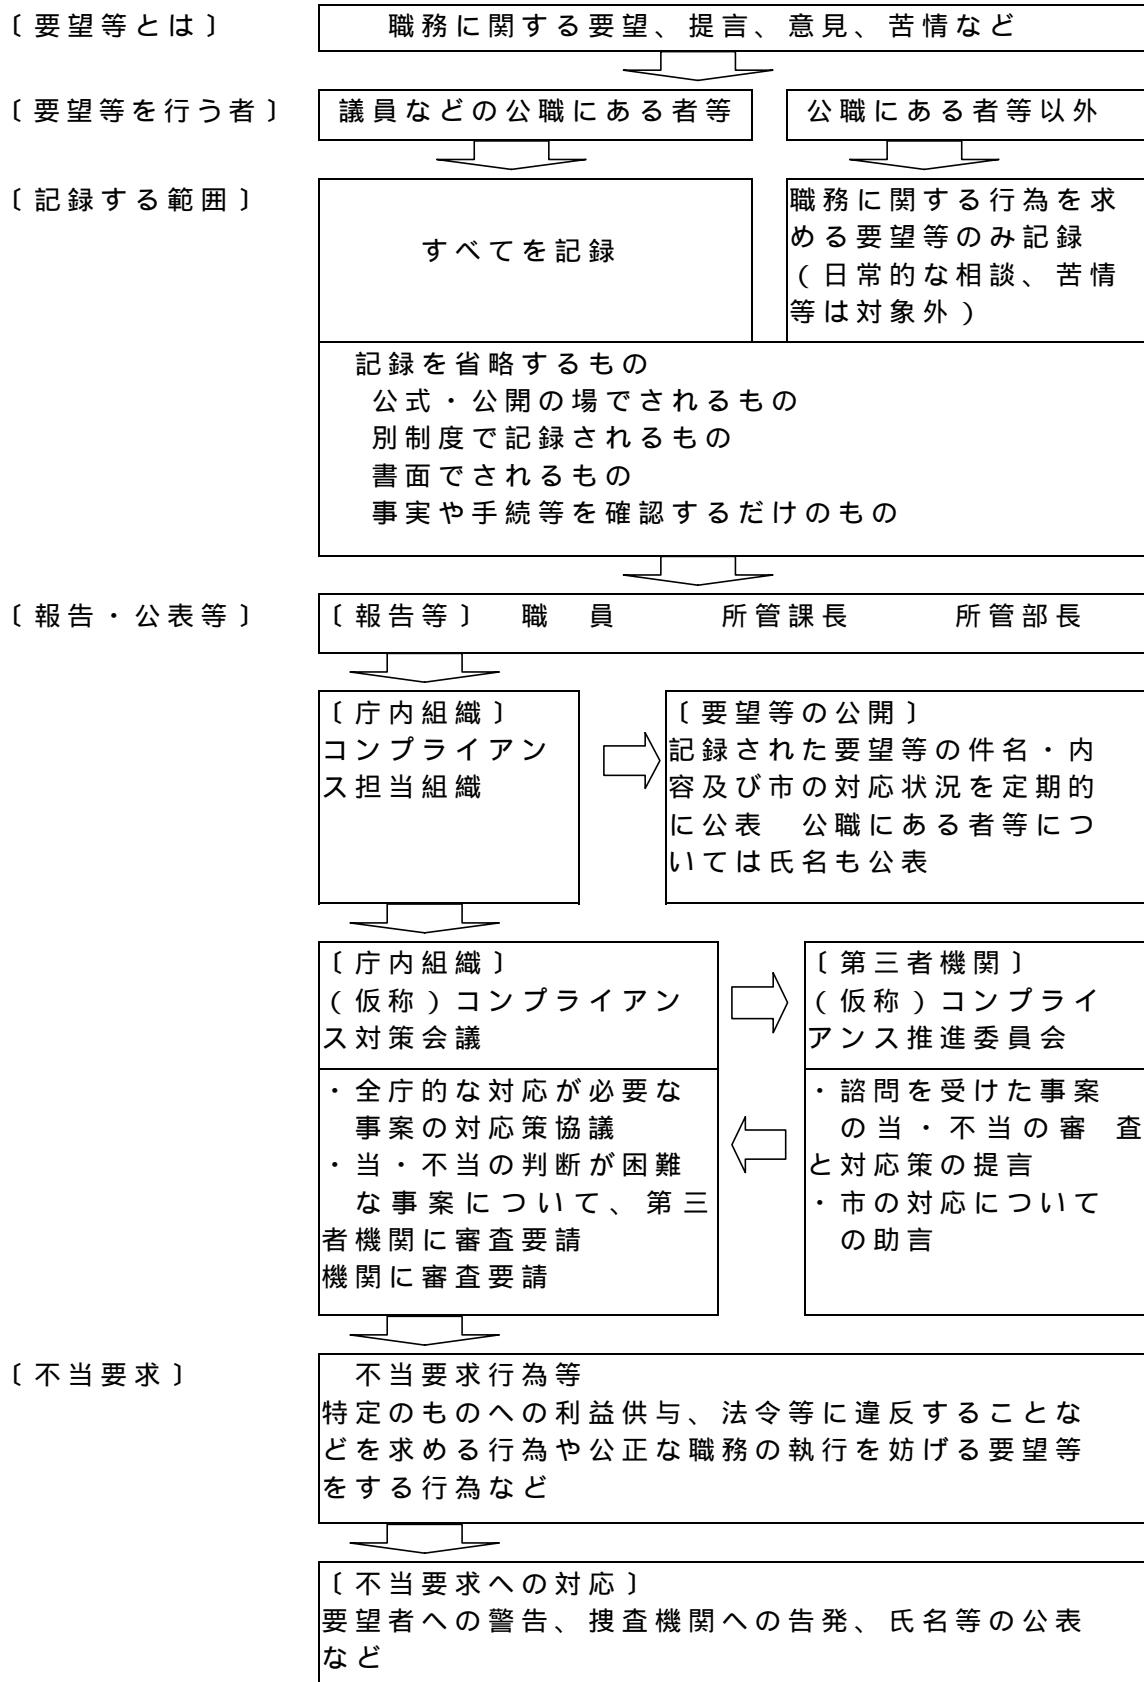 〔要望等とは〕
職務に関する要望、提言、意見、苦情など
〔要望等を行う者〕
議員などの公職にある者等
公職にある者等以外
〔記録する範囲〕
すべてを記録
職務に関する行為を求
める要望等のみ記録
(日常的な相談、苦情
等は対象外)
記録を省略するもの
公式・公開の場でされるもの
別制度で記録されるもの
書面でされるもの
事実や手続等を確認するだけのもの
〔報告・公表等〕
〔報告等〕 職 員 所管課長 所管部長
〔庁内組織〕
コンプライアン
ス担当組織
〔要望等の公開〕
記録された要望等の件名・内
容及び市の対応状況を定期的
に公表 公職にある者等につ
いては氏名も公表
〔庁内組織〕
(仮称)コンプライアン
ス対策会議
〔第三者機関〕
(仮称)コンプライ
アンス推進委員会
・全庁的な対応が必要な
事案の対応策協議
・当・不当の判断が困難
な事案について、第三
者機関に審査要請
機関に審査要請
・諮問を受けた事案
の当・不当の審 査
と対応策の提言
・市の対応について
の助言
〔不当要求〕
不当要求行為等
特定のものへの利益供与、法令等に違反することな
どを求める行為や公正な職務の執行を妨げる要望等
をする行為など
〔不当要求への対応〕
要望者への警告、捜査機関への告発、氏名等の公表
など